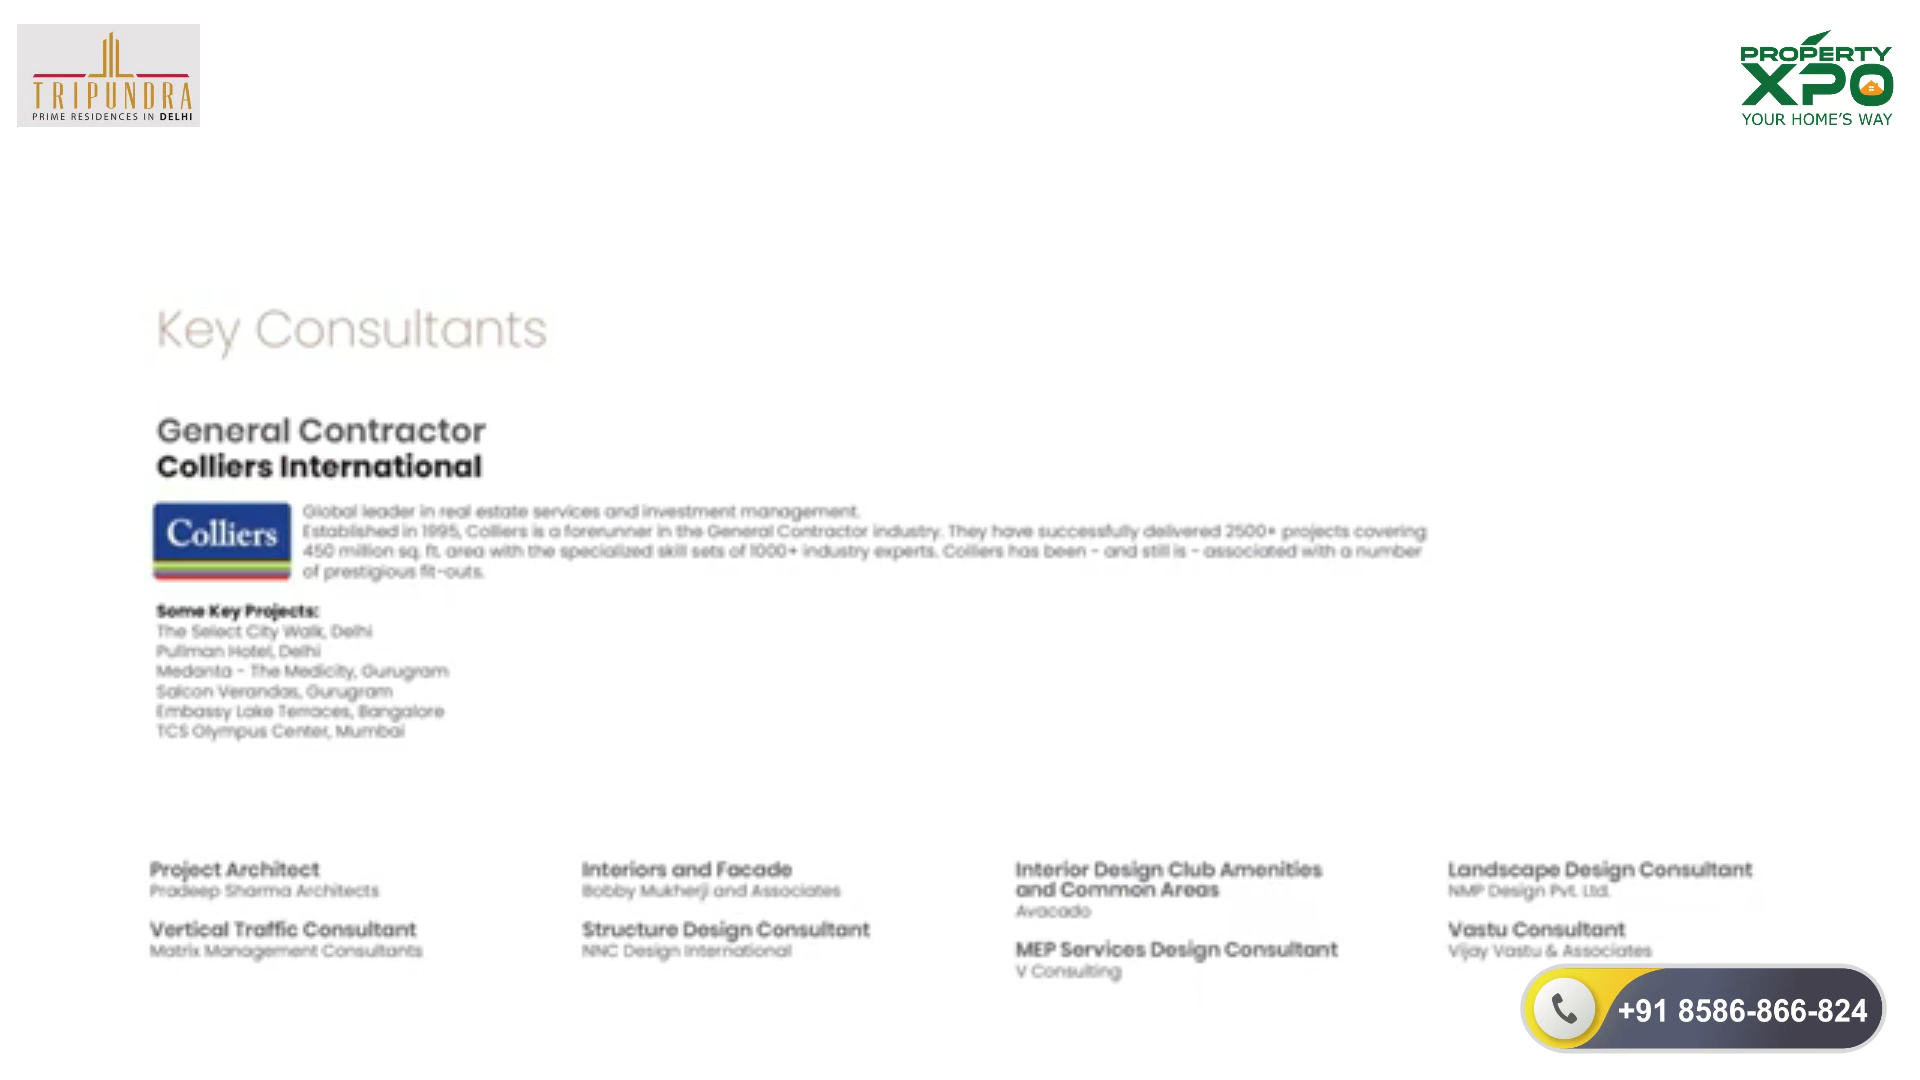 TRIPUNDRA
PRIME RESIDENCES IN DELHI
PROPERTY
XPO
YOUR HOME'S WAY
Key Consultants
General Contractor
Colliers International
Colliers
Global leader in real estate services and investment management.
Established in 1995, Colliers is a forerunner in the General Contractor industry. They have successfully delivered 2500+ projects covering
450 million sq. ft. area with the specialized skill sets of 1000+ industry experts. Colliers has been - and still is - associated with a number
of prestigious fit-outs.
Some Key Projects:
The Select City Walk, Delhi
Pullman Hotel, Delhi
Medanta - The Medicity, Gurugram
Salcon Verandas, Gurugram
Embassy Lake Terraces, Bangalore
TCS Olympus Center, Mumbai
Project Architect
Pradeep Sharma Architects
Vertical Traffic Consultant
Matrix Management Consultants
Interiors and Facade
Bobby Mukherji and Associates
Structure Design Consultant
NNC Design International
Interior Design Club Amenities
and Common Areas
Avacado
MEP Services Design Consultant
V Consulting
Landscape Design Consultant
NMP Design Pvt. Ltd.
Vastu Consultant
Vijay Vastu & Associates
+91 8586-866-824